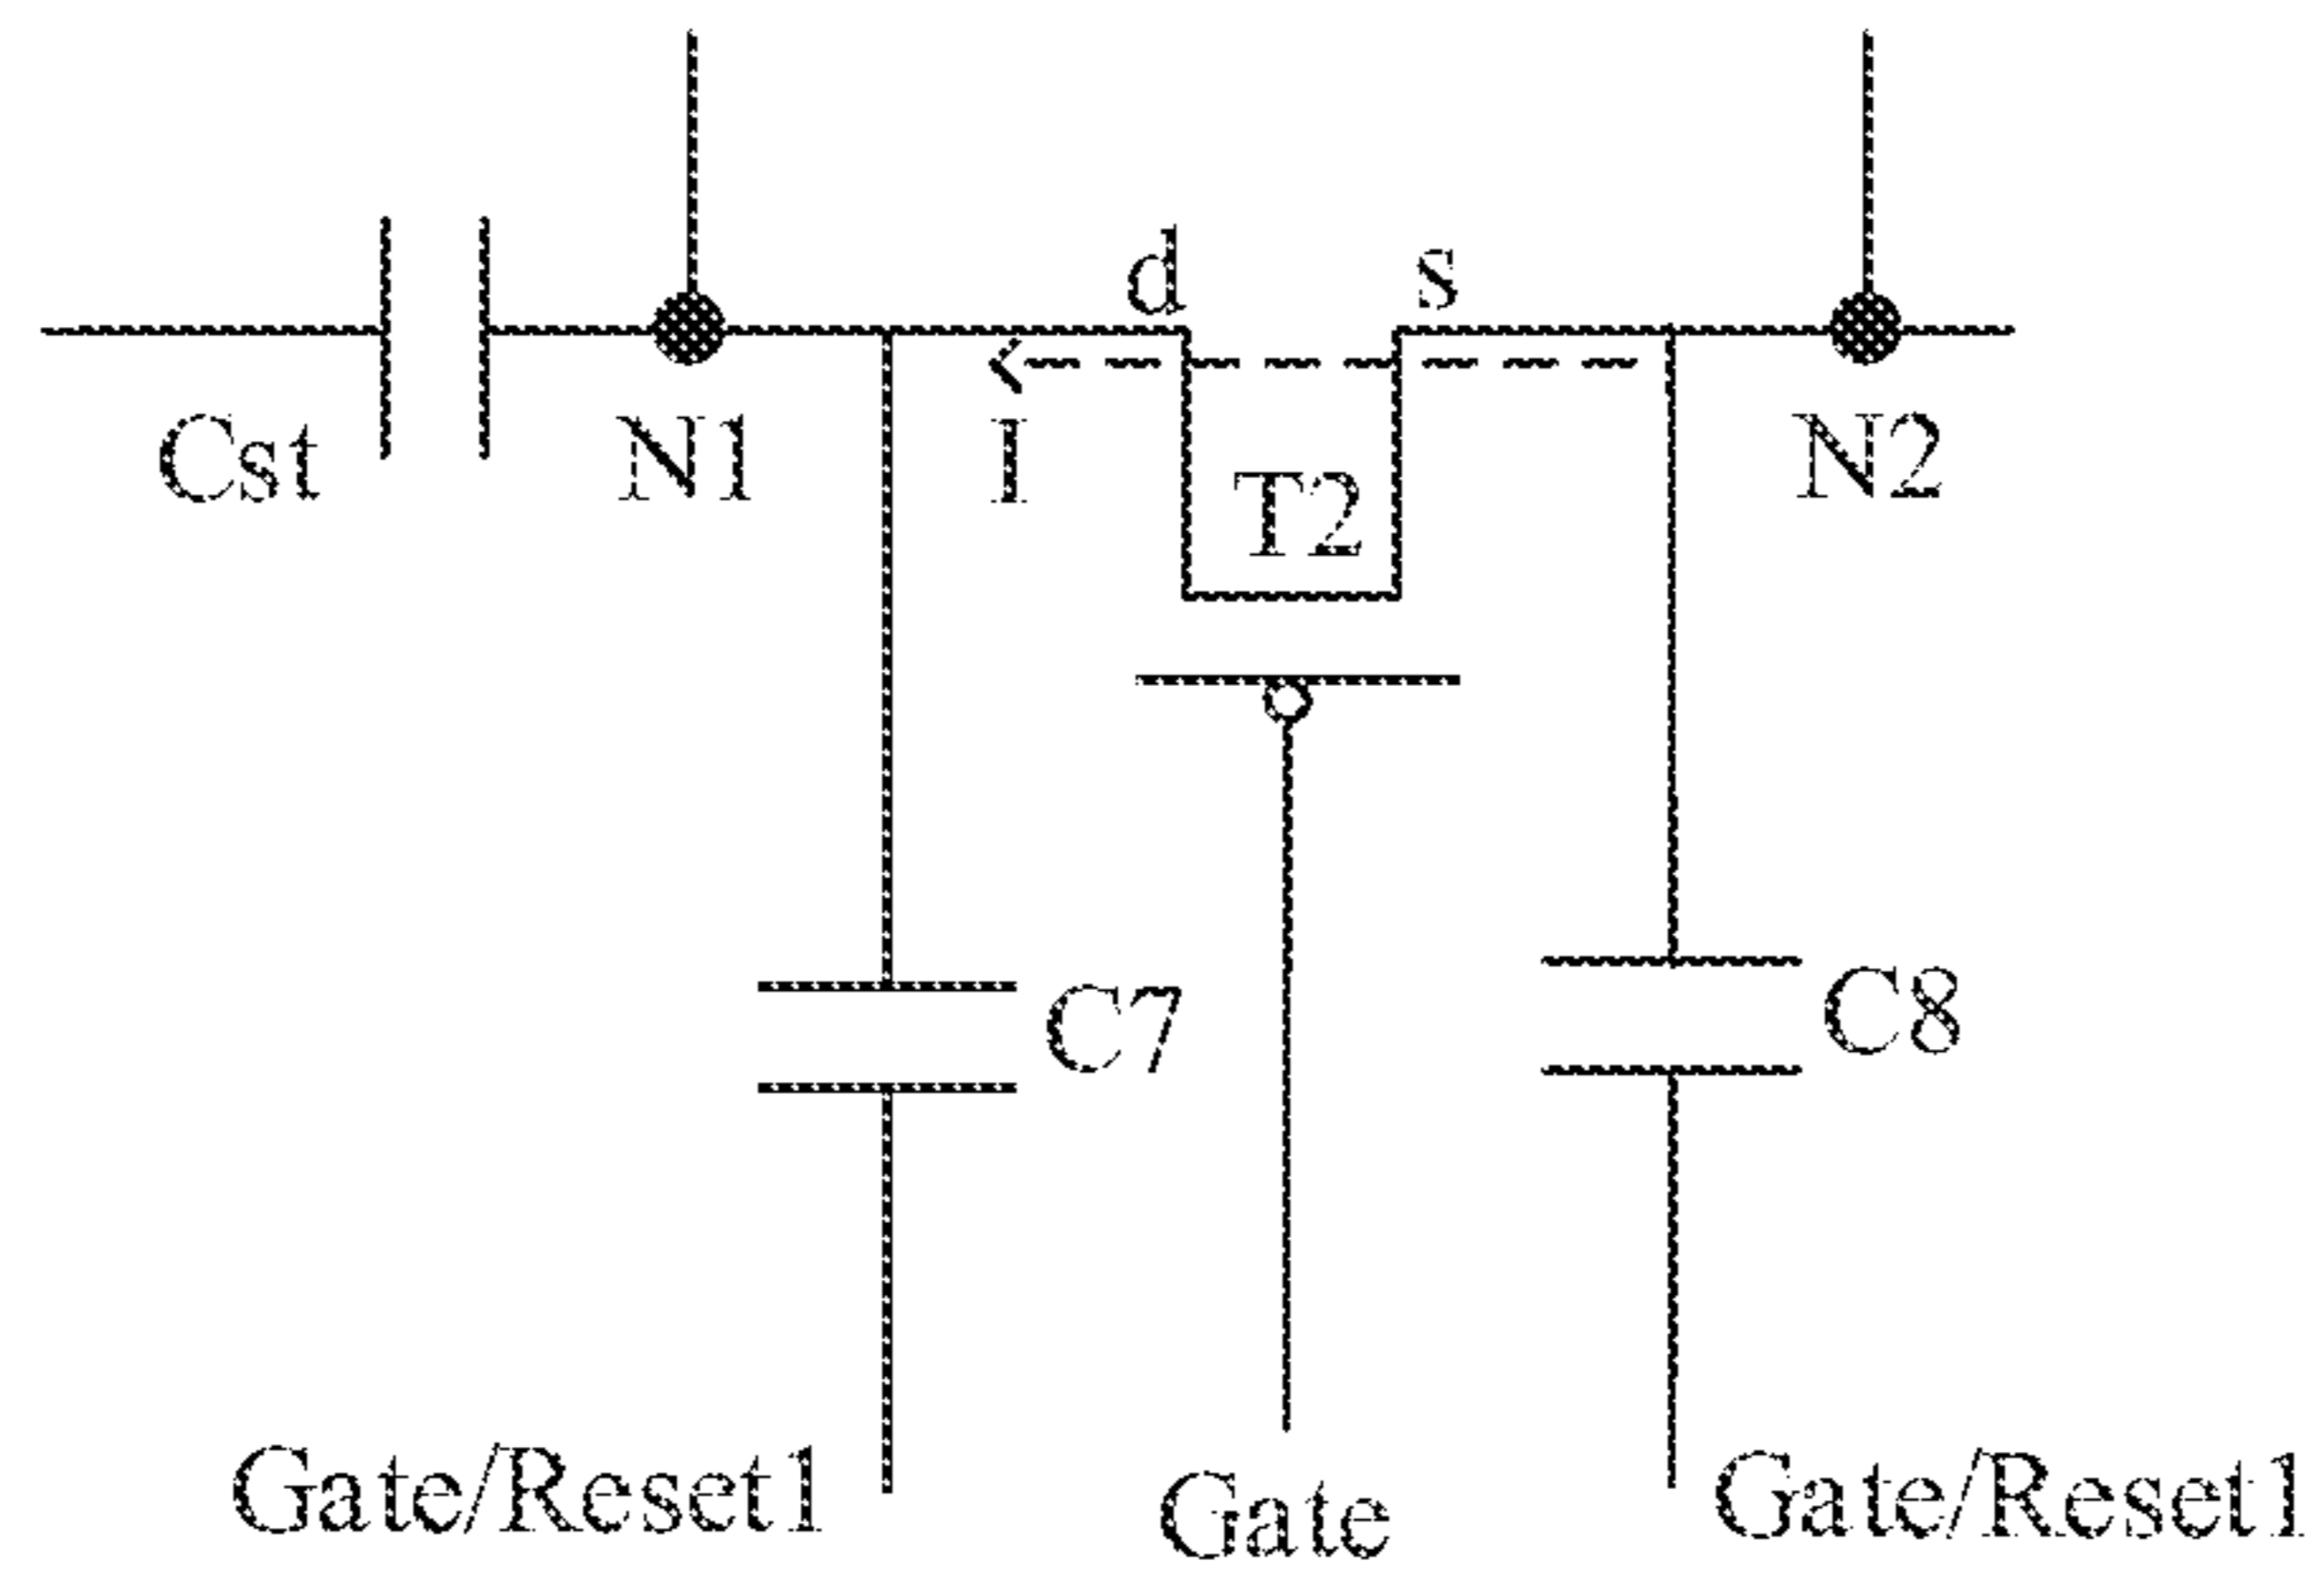 d
s
Cst
N1
I
T2
N2
C7
C8
Gate/Reset1
Gate
Gate/Reset1